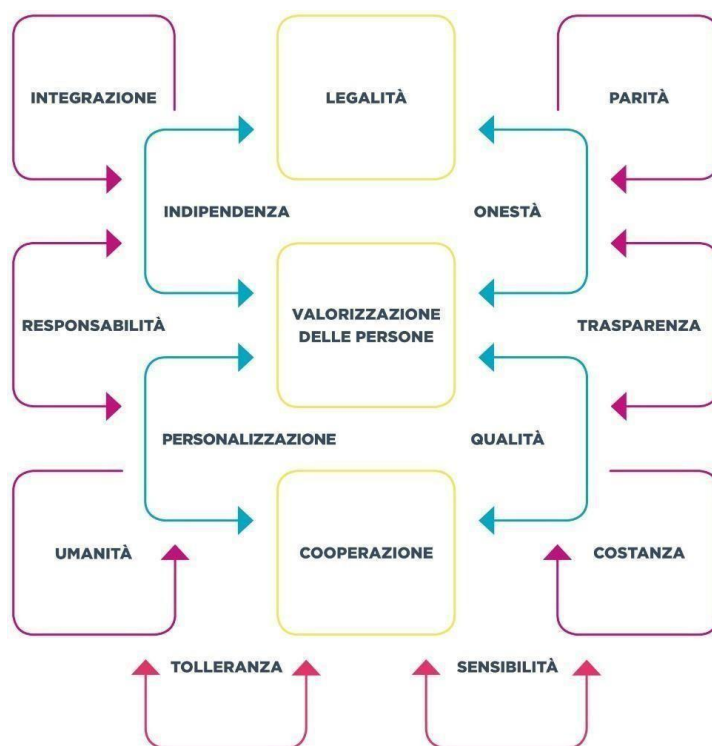 INTEGRAZIONE
LEGALITÀ
PARITÀ
INDIPENDENZA
ONESTÀ
RESPONSABILITÀ
VALORIZZAZIONE
DELLE PERSONE
TRASPARENZA
PERSONALIZZAZIONE
QUALITÀ
UMANITÀ
COOPERAZIONE
COSTANZA
TOLLERANZA
SENSIBILITÀ